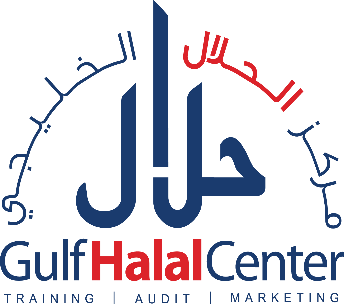 مركز الحلال الخليجي
حلال
Gulf Halal Center
TRAINING | AUDIT | MARKETING